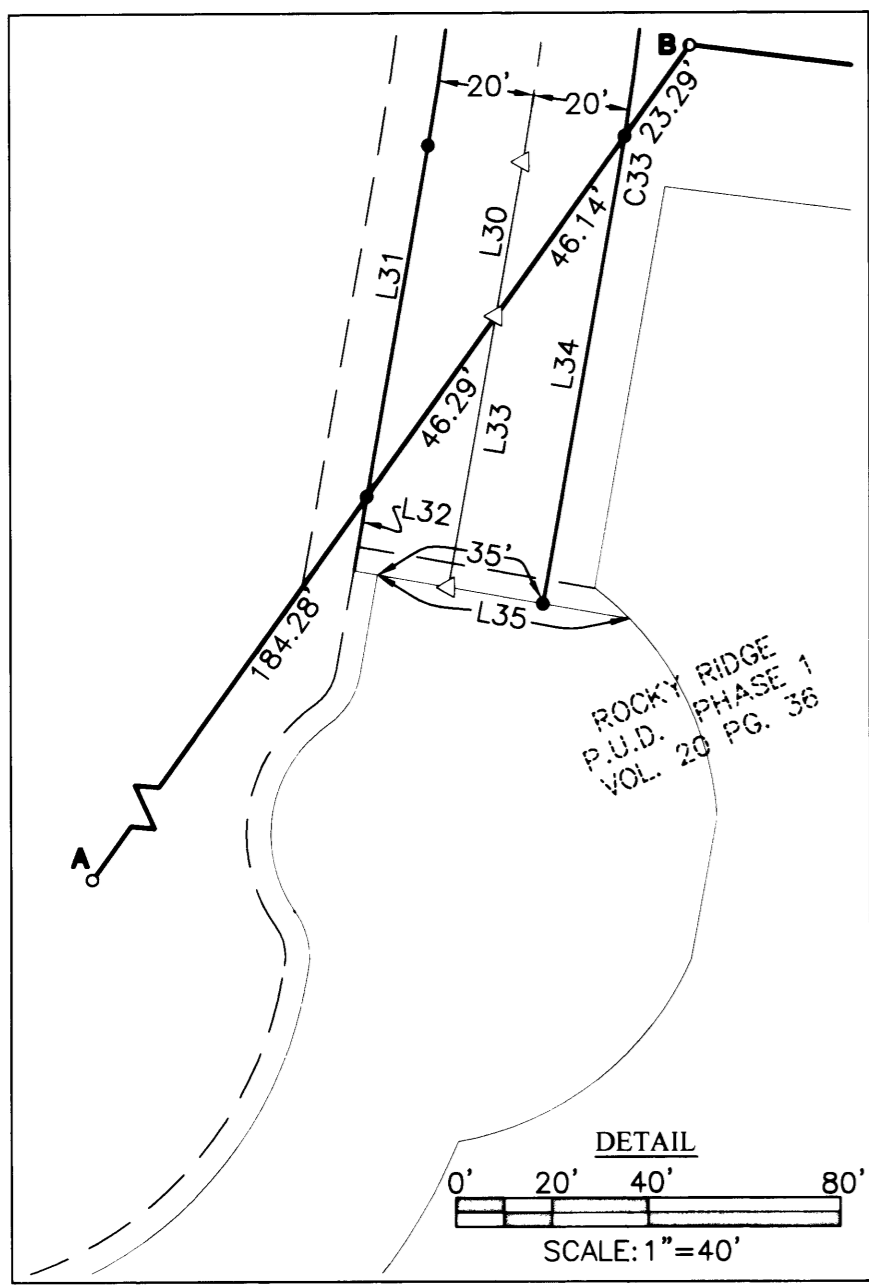 B
20'
20'
23.29'
C33
L30
46.14'
L31
L34
46.29'
L33
L32
35'
L35
184.28'
ROCKY RIDGE
P.U.D. PHASE 1
VOL. 20 PG. 36
A
DETAIL
0' 20' 40' 80'
SCALE: 1"=40'